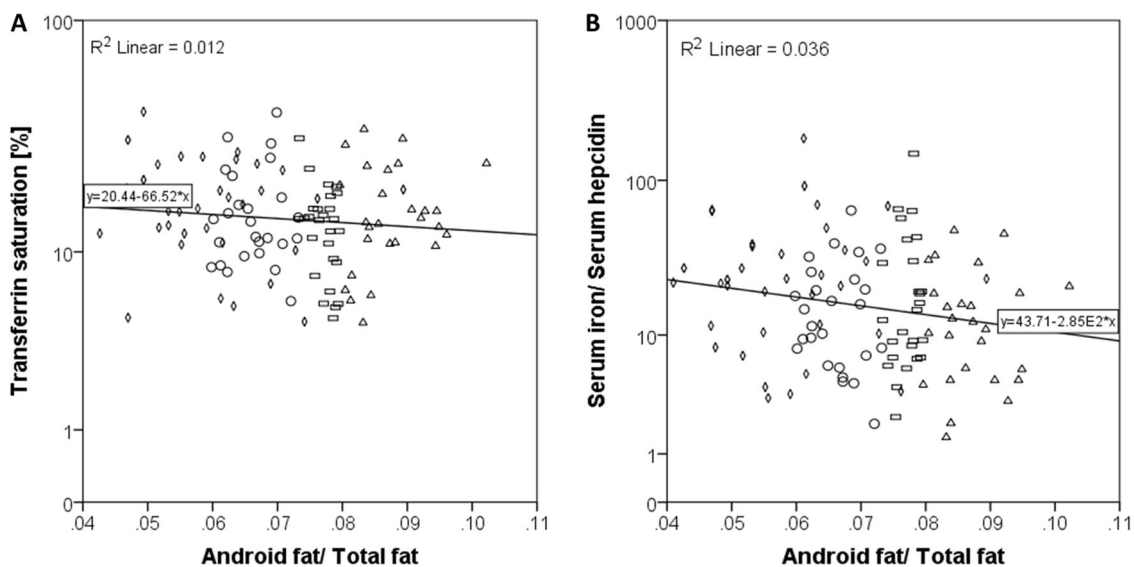 A
R² Linear = 0.012
Transferrin saturation [%]
100
10
1
0
y=20.44-66.52*x
.04 .05 .06 .07 .08 .09 .10 .11
Android fat/ Total fat
B
R² Linear = 0.036
Serum iron/ Serum hepcidin
1000
100
10
1
0
y=43.71-2.85E2*x
.04 .05 .06 .07 .08 .09 .10 .11
Android fat/ Total fat